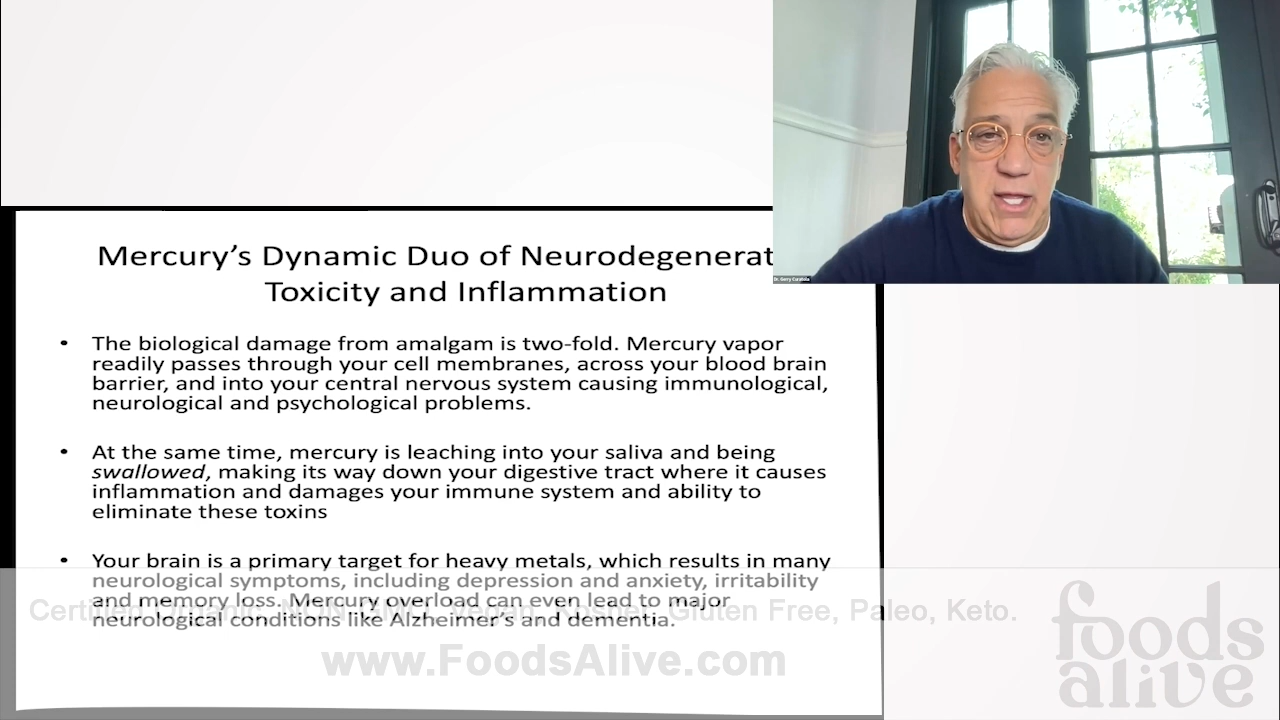 Mercury's Dynamic Duo of Neurodegenerat
Toxicity and Inflammation
• The biological damage from amalgam is two-fold. Mercury vapor
readily passes through your cell membranes, across your blood brain
barrier, and into your central nervous system causing immunological,
neurological and psychological problems.
• At the same time, mercury is leaching into your saliva and being
swallowed, making its way down your digestive tract where it causes
inflammation and damages your immune system and ability to
eliminate these toxins
• Your brain is a primary target for heavy metals, which results in many
neurological symptoms, including depression and anxiety, irritability
and memory loss. Mercury overload can even lead to major
neurological conditions like Alzheimer's and dementia.
Certified Organic, NON GMO, Vegan, Kosher, Gluten Free, Paleo, Keto.
www.FoodsAlive.com
foods
alive